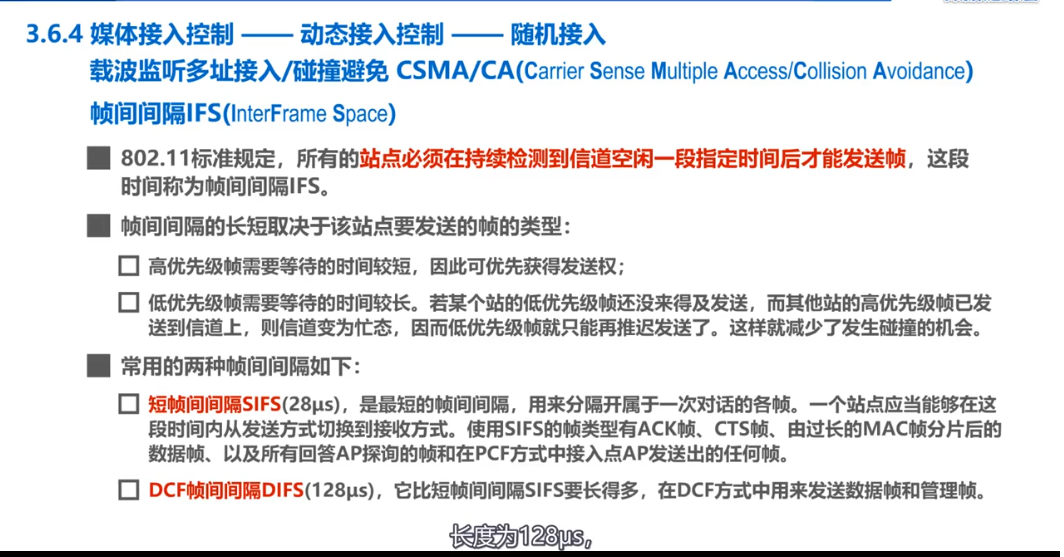 3.6.4 媒体接入控制 —— 动态接入控制 —— 随机接入
载波监听多址接入/碰撞避免 CSMA/CA(Carrier Sense Multiple Access/Collision Avoidance)
帧间间隔IFS(InterFrame Space)
802.11标准规定，所有的站点必须在持续检测到信道空闲一段指定时间后才能发送帧，这段
时间称为帧间间隔IFS。
帧间间隔的长短取决于该站点要发送的帧的类型：
高优先级帧需要等待的时间较短，因此可优先获得发送权；
低优先级帧需要等待的时间较长。若某个站的低优先级帧还没来得及发送，而其他站的高优先级帧已发
送到信道上，则信道变为忙态，因而低优先级帧就只能再推迟发送了。这样就减少了发生碰撞的机会。
常用的两种帧间间隔如下：
短帧间间隔SIFS(28μs)，是最短的帧间间隔，用来分隔开属于一次对话的各帧。一个站点应当能够在这
段时间内从发送方式切换到接收方式。使用SIFS的帧类型有ACK帧、CTS帧、由过长的MAC帧分片后的
数据帧、以及所有回答AP探询的帧和在PCF方式中接入点AP发送出的任何帧。
DCF帧间间隔DIFS(128μs)，它比短帧间间隔SIFS要长得多，在DCF方式中用来发送数据帧和管理帧。
长度为128μs,